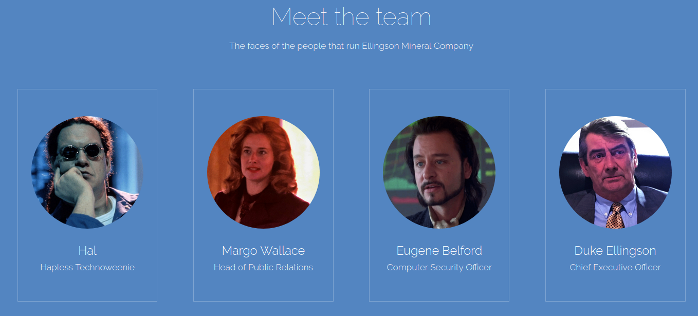 Meet the team
The faces of the people that run Ellingson Mineral Company
Hal
Hapless Technoweenie
Margo Wallace
Head of Public Relations
Eugene Belford
Computer Security Officer
Duke Ellingson
Chief Executive Officer